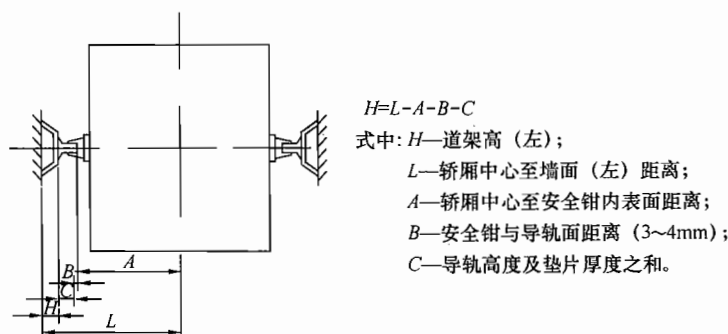 H=L-A-B-C
式中: H—道架高（左）；
L—轿厢中心至墙面（左）距离；
A—轿厢中心至安全钳内表面距离；
B—安全钳与导轨面距离（3~4mm）；
C—导轨高度及垫片厚度之和。
B
A
C
H
L